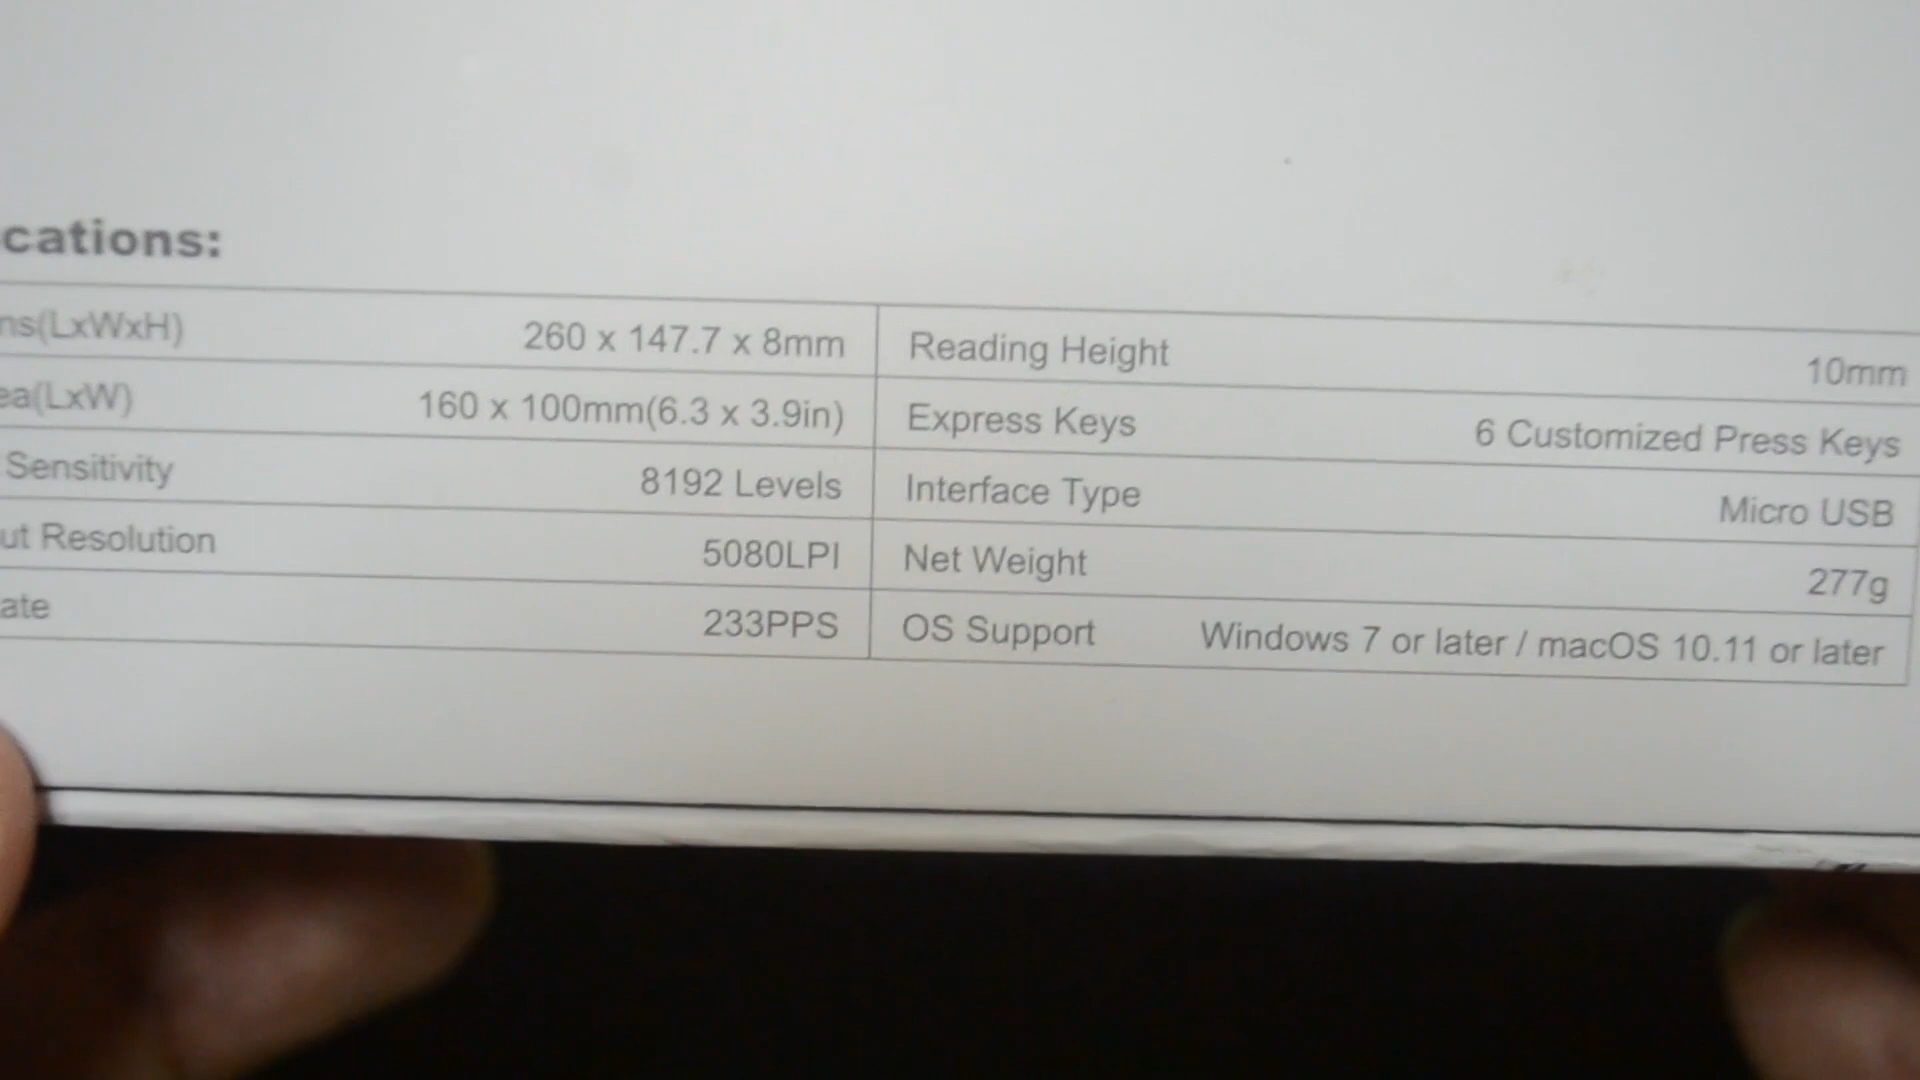 cations:
ns(LxWxH) 260 x 147.7 x 8mm Reading Height 10mm
ea(LxW) 160 x 100mm(6.3 x 3.9in) Express Keys 6 Customized Press Keys
Sensitivity 8192 Levels Interface Type Micro USB
ut Resolution 5080LPI Net Weight 277g
ate 233PPS OS Support Windows 7 or later / macOS 10.11 or later